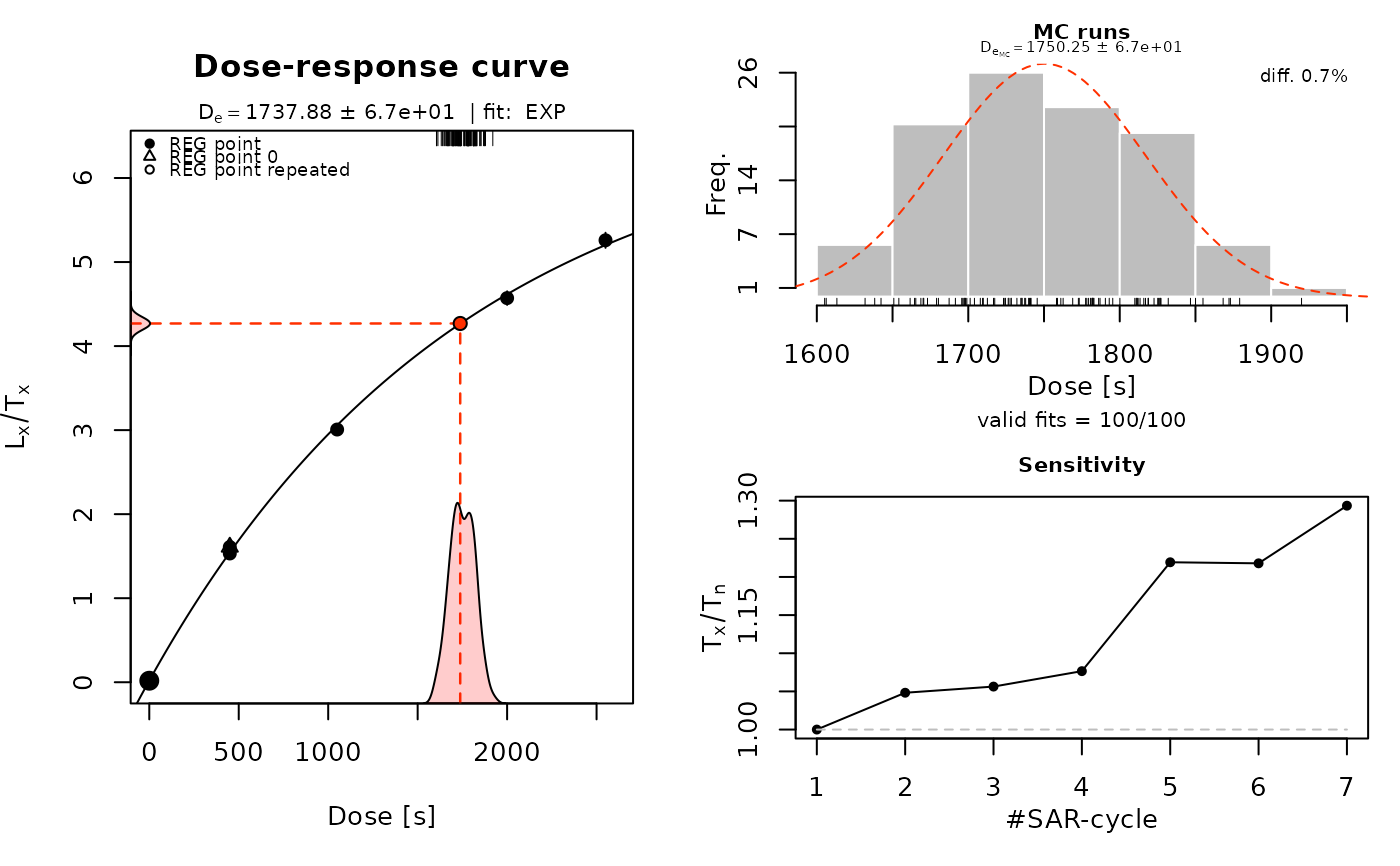 Dose-response curve
De = 1737.88 ± 6.7e+01 | fit: EXP
REG point
REG point 0
REG point repeated
Lx/Tx
0 1 2 3 4 5 6
0 500 1000 2000
Dose [s]
MC runs
DeMC = 1750.25 ± 6.7e+01
diff. 0.7%
Freq.
1 7 14 26
1600 1700 1800 1900
Dose [s]
valid fits = 100/100
Sensitivity
Tx/Tn
1.00 1.15 1.30
1 2 3 4 5 6 7
#SAR-cycle